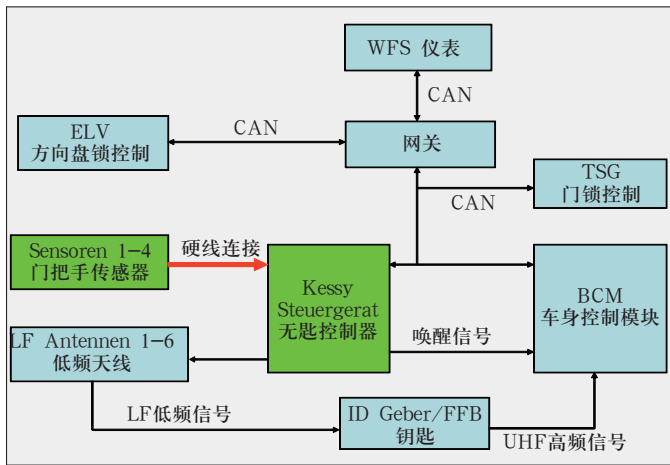 WFS 仪表
CAN
ELV
方向盘锁控制
CAN
网关
TSG
门锁控制
CAN
Sensoren 1-4
门把手传感器
硬线连接
Kessy
Steuergerat
无匙控制器
BCM
车身控制模块
唤醒信号
LF Antennen 1-6
低频天线
LF低频信号
ID Geber/FFB
钥匙
UHF高频信号